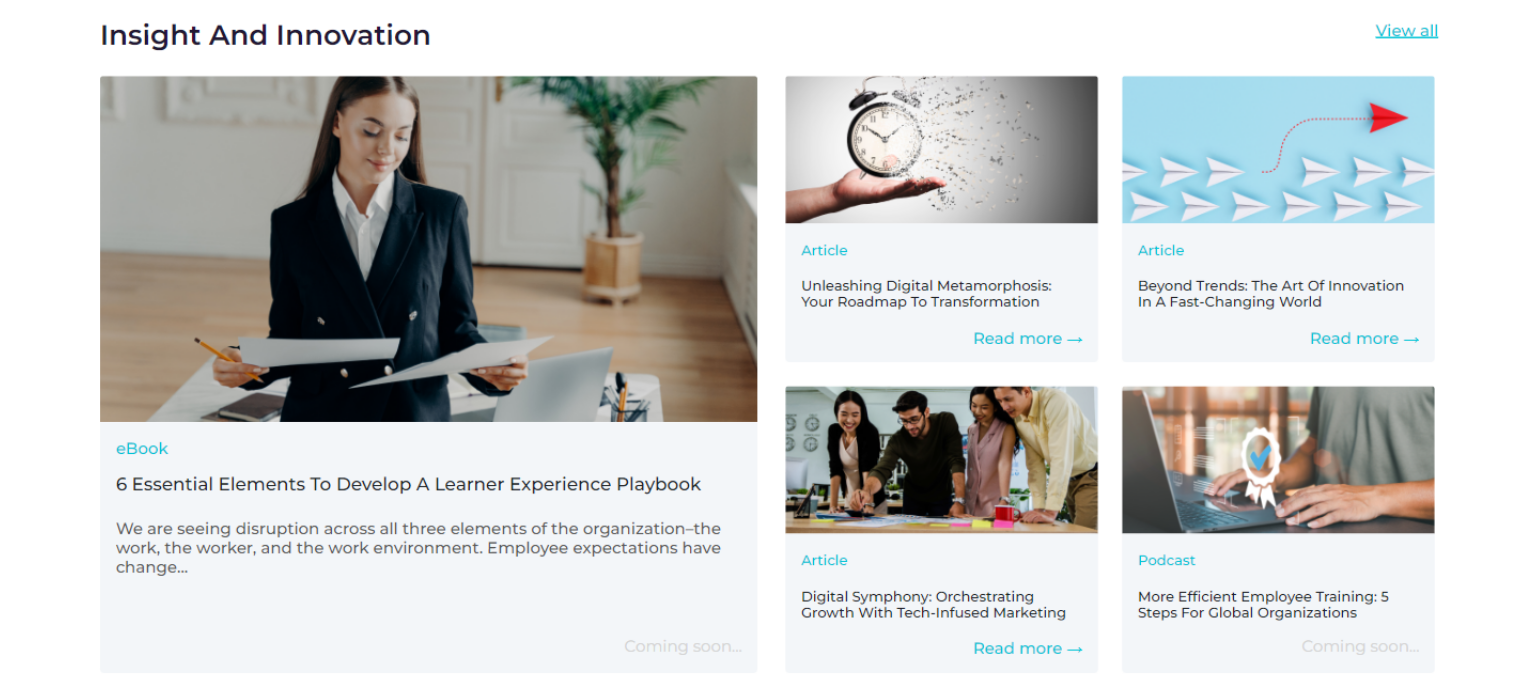 Insight And Innovation
View all
eBook
6 Essential Elements To Develop A Learner Experience Playbook
We are seeing disruption across all three elements of the organization–the
work, the worker, and the work environment. Employee expectations have
change...
Coming soon...
Article
Unleashing Digital Metamorphosis:
Your Roadmap To Transformation
Read more →
Article
Beyond Trends: The Art Of Innovation
In A Fast-Changing World
Read more →
Article
Digital Symphony: Orchestrating
Growth With Tech-Infused Marketing
Read more →
Podcast
More Efficient Employee Training: 5
Steps For Global Organizations
Coming soon...